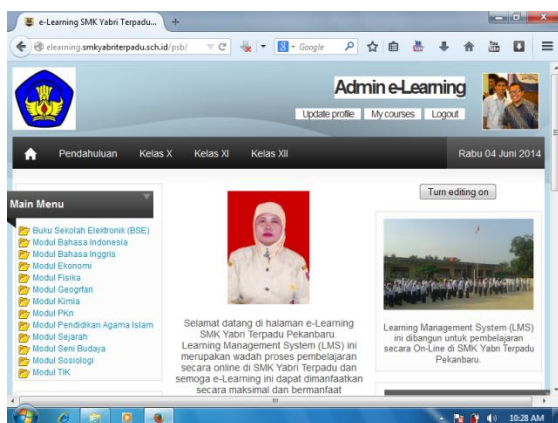 e-Learning SMK Yabri Terpadu...
elearning.smkyabriterpadu.sch.id/psb/
Google
Admin e-Learning
Update profile My courses Logout
Pendahuluan Kelas X Kelas XI Kelas XII Rabu 04 Juni 2014
Main Menu
Buku Sekolah Elektronik (BSE)
Modul Bahasa Indonesia
Modul Bahasa Inggris
Modul Ekonomi
Modul Fisika
Modul Geogrfari
Modul Kimia
Modul PKn
Modul Pendidikan Agama Islam
Modul Sejarah
Modul Seni Budaya
Modul Sosiologi
Modul TIK
Selamat datang di halaman e-Learning
SMK Yabri Terpadu Pekanbaru.
Learning Management System (LMS) ini
merupakan wadah proses pembelajaran
secara online di SMK Yabri Terpadu dan
semoga e-Learning ini dapat dimanfaatkan
secara maksimal dan bermanfaat
Turn editing on
Learning Management System (LMS)
ini dibangun untuk pembelajaran
secara On-Line di SMK Yabri Terpadu
Pekanbaru.
10:28 AM